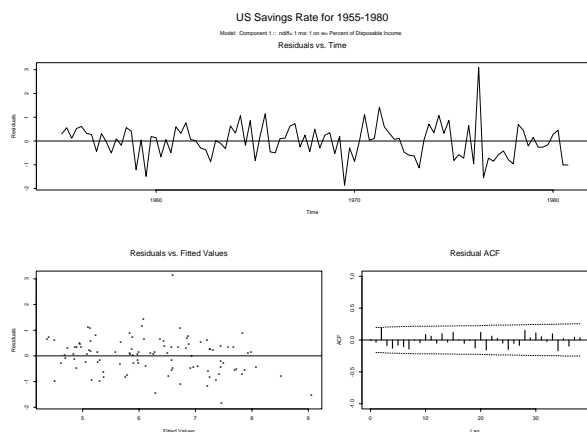 US Savings Rate for 1955-1980
Model: Component 1 :: ndiff= 1 ma: 1 on w= Percent of Disposable Income
Residuals vs. Time
Residuals
3
2
1
0
-1
-2
1960
1970
1980
Time
Residuals vs. Fitted Values
Residuals
3
2
1
0
-1
-2
5
6
7
8
9
Fitted Values
Residual ACF
ACF
1.0
0.5
0.0
-0.5
-1.0
0
10
20
30
Lag